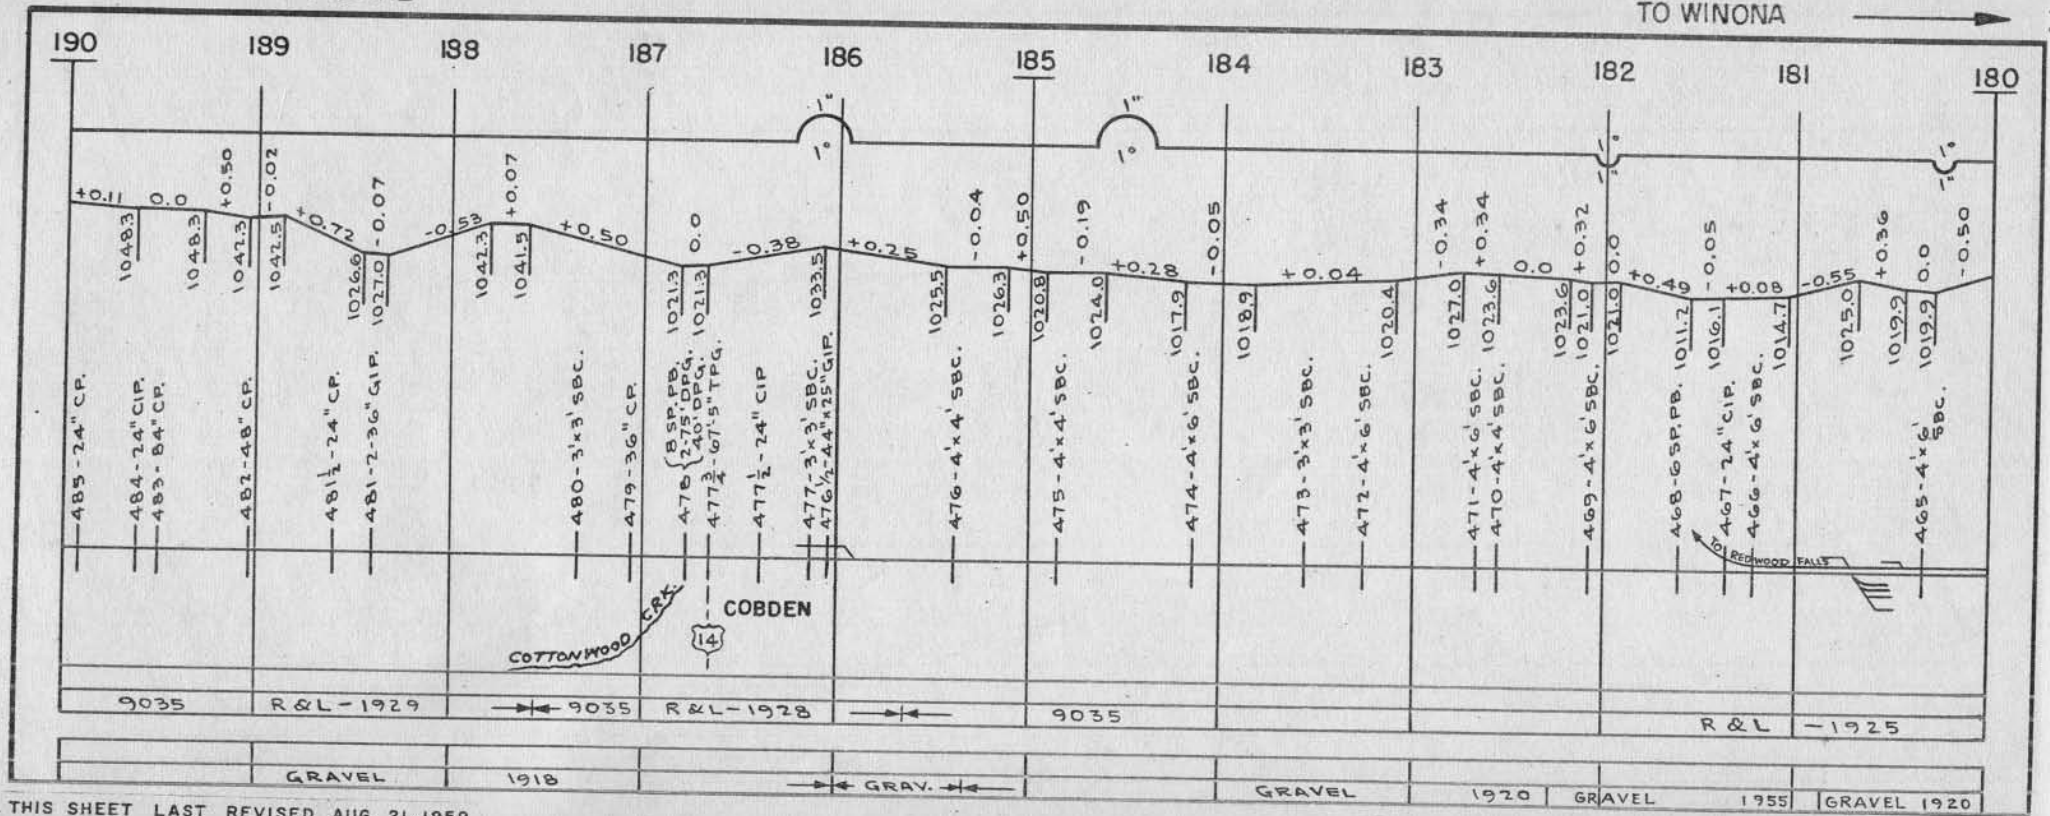 TO WINONA
190 189 188 187 186 185 184 183 182 181 180
1" 1" 1° 1°
1° 1° 1" 1"
+0.11 0.0 +0.50 -0.02 +0.72 -0.07 -0.53 +0.07 +0.50 0.0 -0.38 +0.25 -0.04 +0.50 -0.19 +0.28 -0.05 +0.04 -0.34 +0.34 0.0 +0.32 0.0 +0.49 -0.05 +0.08 -0.55 +0.36 0.0 -0.50
1048.3 1048.3 1042.3 1042.5 1026.6 1027.0 1042.3 1041.5 1021.3 1021.3 1033.5 1025.5 1026.3 1020.8 1024.0 1017.9 1018.9 1020.4 1027.0 1023.6 1023.6 1021.0 1021.0 1011.2 1016.1 1014.7 1025.0 1019.9 1019.9
485-24" CP.
484-24" CIP.
483-84" CP.
482-48" CP.
481½-24" CP.
481-2-36" GIP.
480-3'x3' SBC.
479-36" CP.
478 { 8 SP. PB.
2-75' DPG.
40' DPG.
477¾-67'5" TPG.
477½-24" CIP
477-3'x3' SBC.
476½-44"x25" GIP.
476-4'x4' SBC.
475-4'x4' SBC.
474-4'x6' SBC.
473-3'x3' SBC.
472-4'x6' SBC.
471-4'x6' SBC.
470-4'x4' SBC.
469-4'x6' SBC.
468-6 SP. PB.
467-24" CIP.
466-4'x6' SBC.
465-4'x6' SBC.
TO REDWOOD FALLS
COTTONWOOD CRK.
14
COBDEN
9035 R & L-1929 9035 R & L-1928 9035 R & L -1925
GRAVEL 1918 GRAV. GRAVEL 1920 GRAVEL 1955 GRAVEL 1920
THIS SHEET LAST REVISED AUG. 21, 1959